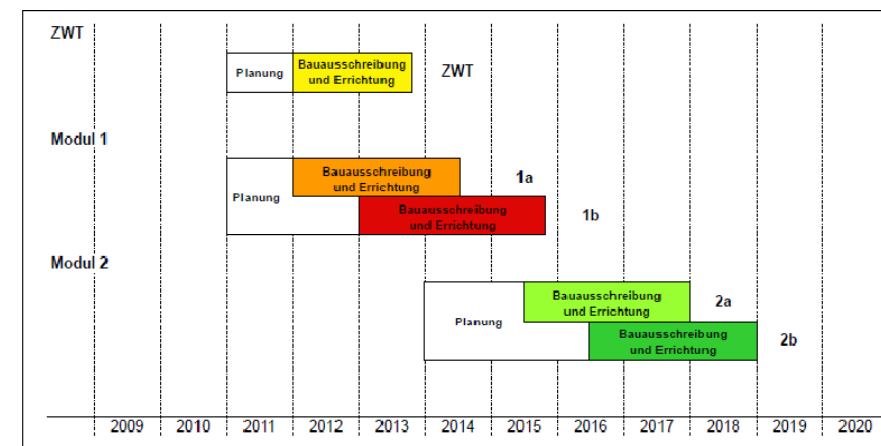 ZWT
Planung
Bauausschreibung
und Errichtung
ZWT
Modul 1
Planung
Bauausschreibung
und Errichtung
1a
Bauausschreibung
und Errichtung
1b
Modul 2
Planung
Bauausschreibung
und Errichtung
2a
Bauausschreibung
und Errichtung
2b
2009 2010 2011 2012 2013 2014 2015 2016 2017 2018 2019 2020